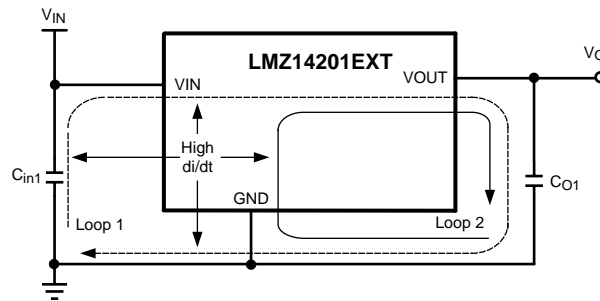 VIN
LMZ14201EXT
VIN
VOUT
High
di/dt
Cin1
GND
CO1
Loop 1
Loop 2